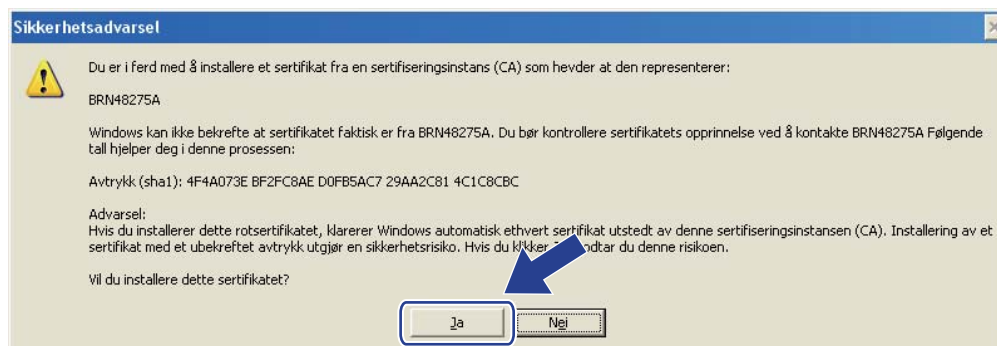 Sikkerhetsadvarsel
Du er i ferd med å installere et sertifikat fra en sertifiseringsinstans (CA) som hevder at den representerer:
BRN48275A
Windows kan ikke bekrefte at sertifikatet faktisk er fra BRN48275A. Du bør kontrollere sertifikatets opprinnelse ved å kontakte BRN48275A Følgende
tall hjelper deg i denne prosessen:
Avtrykk (sha1): 4F4A073E BF2FC8AE D0FB5AC7 29AA2C81 4C1C8CBC
Advarsel:
Hvis du installerer dette rotsertifikatet, klarerer Windows automatisk ethvert sertifikat utstedt av denne sertifiseringsinstansen (CA). Installering av et
sertifikat med et ubekreftet avtrykk utgjør en sikkerhetsrisiko. Hvis du klikker du denne risikoen.
Vil du installere dette sertifikatet?
Ja Nei